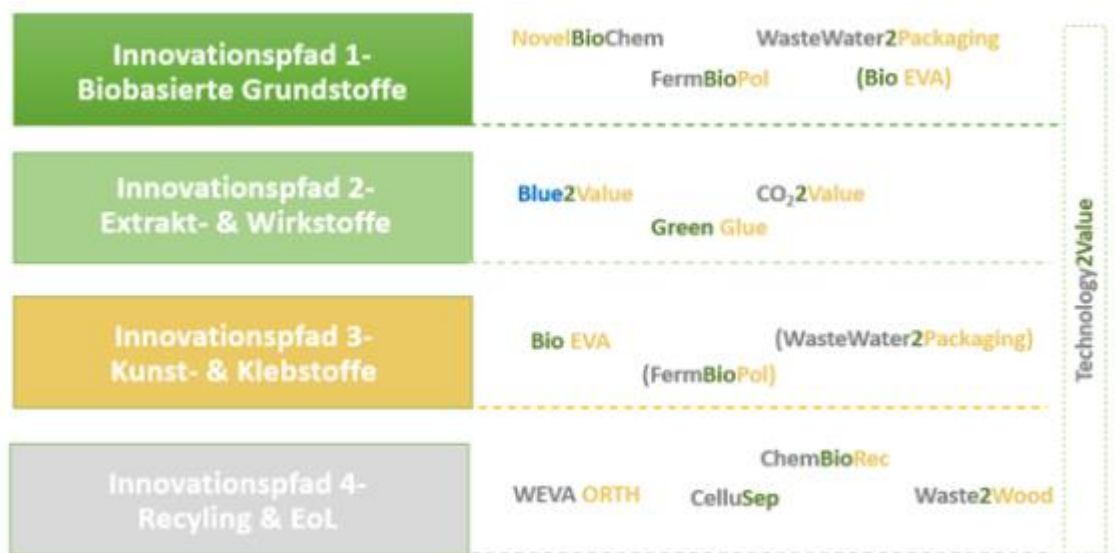 Innovationspfad 1-
Biobasierte Grundstoffe
NovelBioChem
WasteWater2Packaging
FermBioPol
(Bio EVA)
Innovationspfad 2-
Extrakt- & Wirkstoffe
Blue2Value
CO₂2Value
Green Glue
Innovationspfad 3-
Kunst- & Klebstoffe
Bio EVA
(WasteWater2Packaging)
(FermBioPol)
Innovationspfad 4-
Recyling & EoL
ChemBioRec
WEVA ORTH
CelluSep
Waste2Wood
Technology2Value